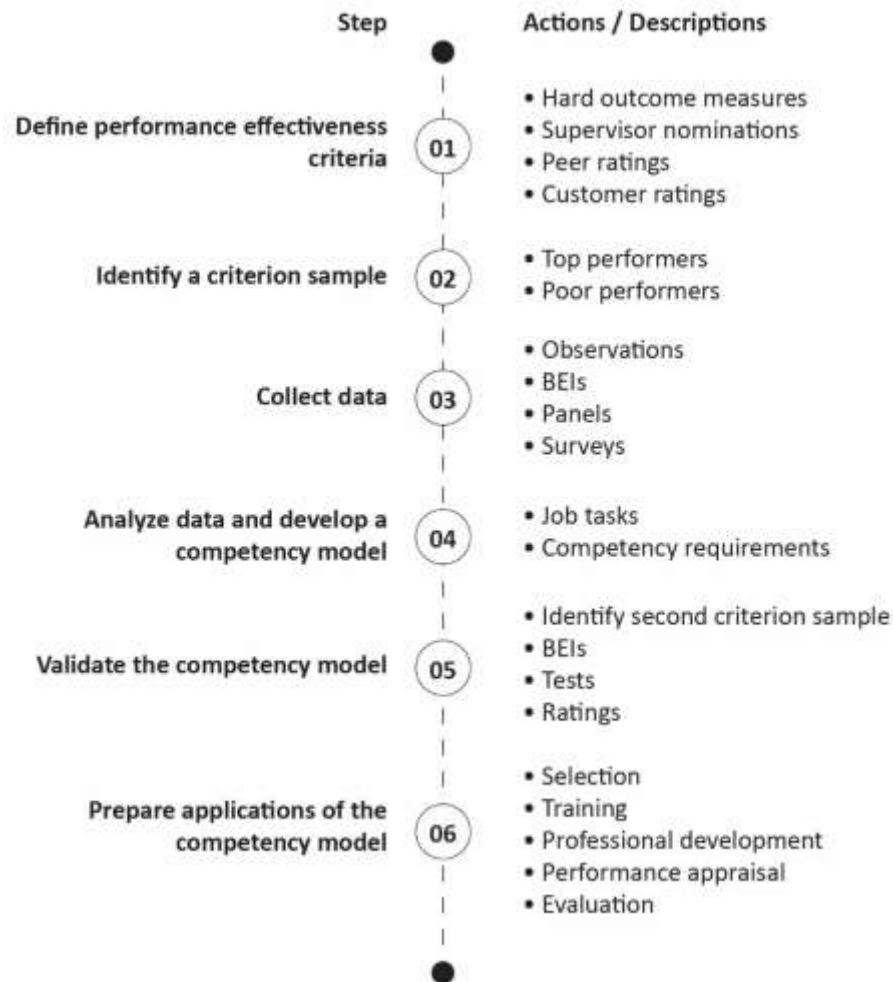 Step Actions / Descriptions
Define performance effectiveness
criteria
01
• Hard outcome measures
• Supervisor nominations
• Peer ratings
• Customer ratings
Identify a criterion sample
02
• Top performers
• Poor performers
Collect data
03
• Observations
• BEIs
• Panels
• Surveys
Analyze data and develop a
competency model
04
• Job tasks
• Competency requirements
Validate the competency model
05
• Identify second criterion sample
• BEIs
• Tests
• Ratings
Prepare applications of the
competency model
06
• Selection
• Training
• Professional development
• Performance appraisal
• Evaluation